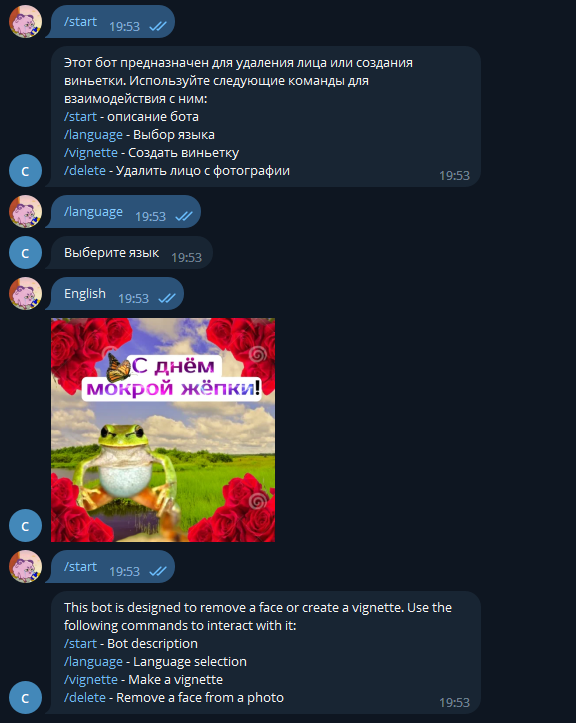 /start 19:53
Этот бот предназначен для удаления лица или создания
виньетки. Используйте следующие команды для
взаимодействия с ним:
/start - описание бота
/language - Выбор языка
/vignette - Создать виньетку
/delete - Удалить лицо с фотографии
19:53
C
/language 19:53
C
Выберите язык 19:53
English 19:53
С днём
мокрой жёпки!
C
/start 19:53
This bot is designed to remove a face or create a vignette. Use the
following commands to interact with it:
/start - Bot description
/language - Language selection
/vignette - Make a vignette
/delete - Remove a face from a photo
19:53
C